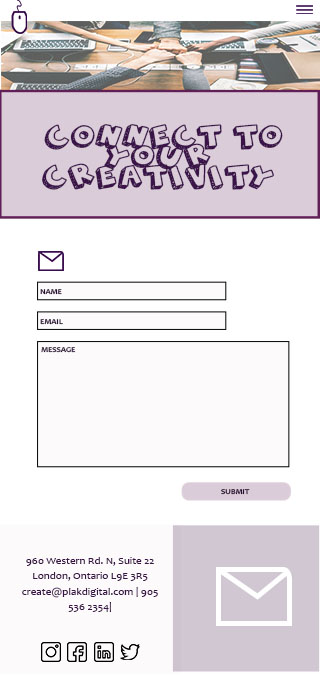 CONNECT TO
YOUR
CREATIVITY
NAME
EMAIL
MESSAGE
SUBMIT
960 Western Rd. N, Suite 22
London, Ontario L9E 3R5
create@plakdigital.com | 905
536 2354|